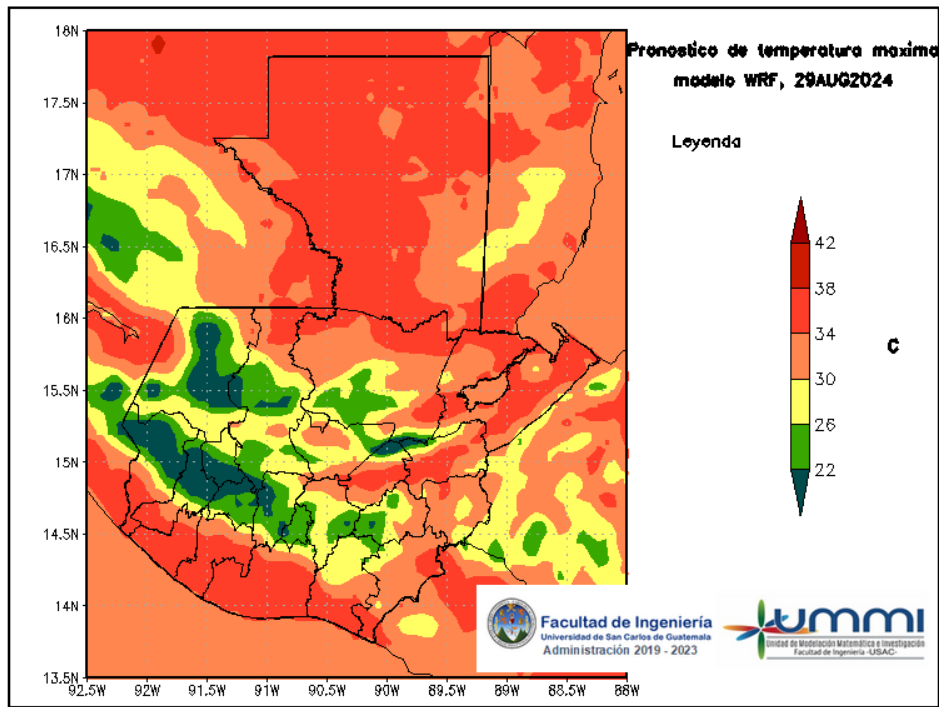 Pronostico de temperatura maxima
modelo WRF, 29AUG2024
Leyenda
18N
17.5N
17N
16.5N
16N
15.5N
15N
14.5N
14N
13.5N
92.5W
92W
91.5W
91W
90.5W
90W
89.5W
89W
88.5W
88W
42
38
34
30
26
22
C
Facultad de Ingeniería
Universidad de San Carlos de Guatemala
Administración 2019 - 2023
UMMI
Unidad de Modelación Matemática e Investigación
Facultad de Ingeniería -USAC-